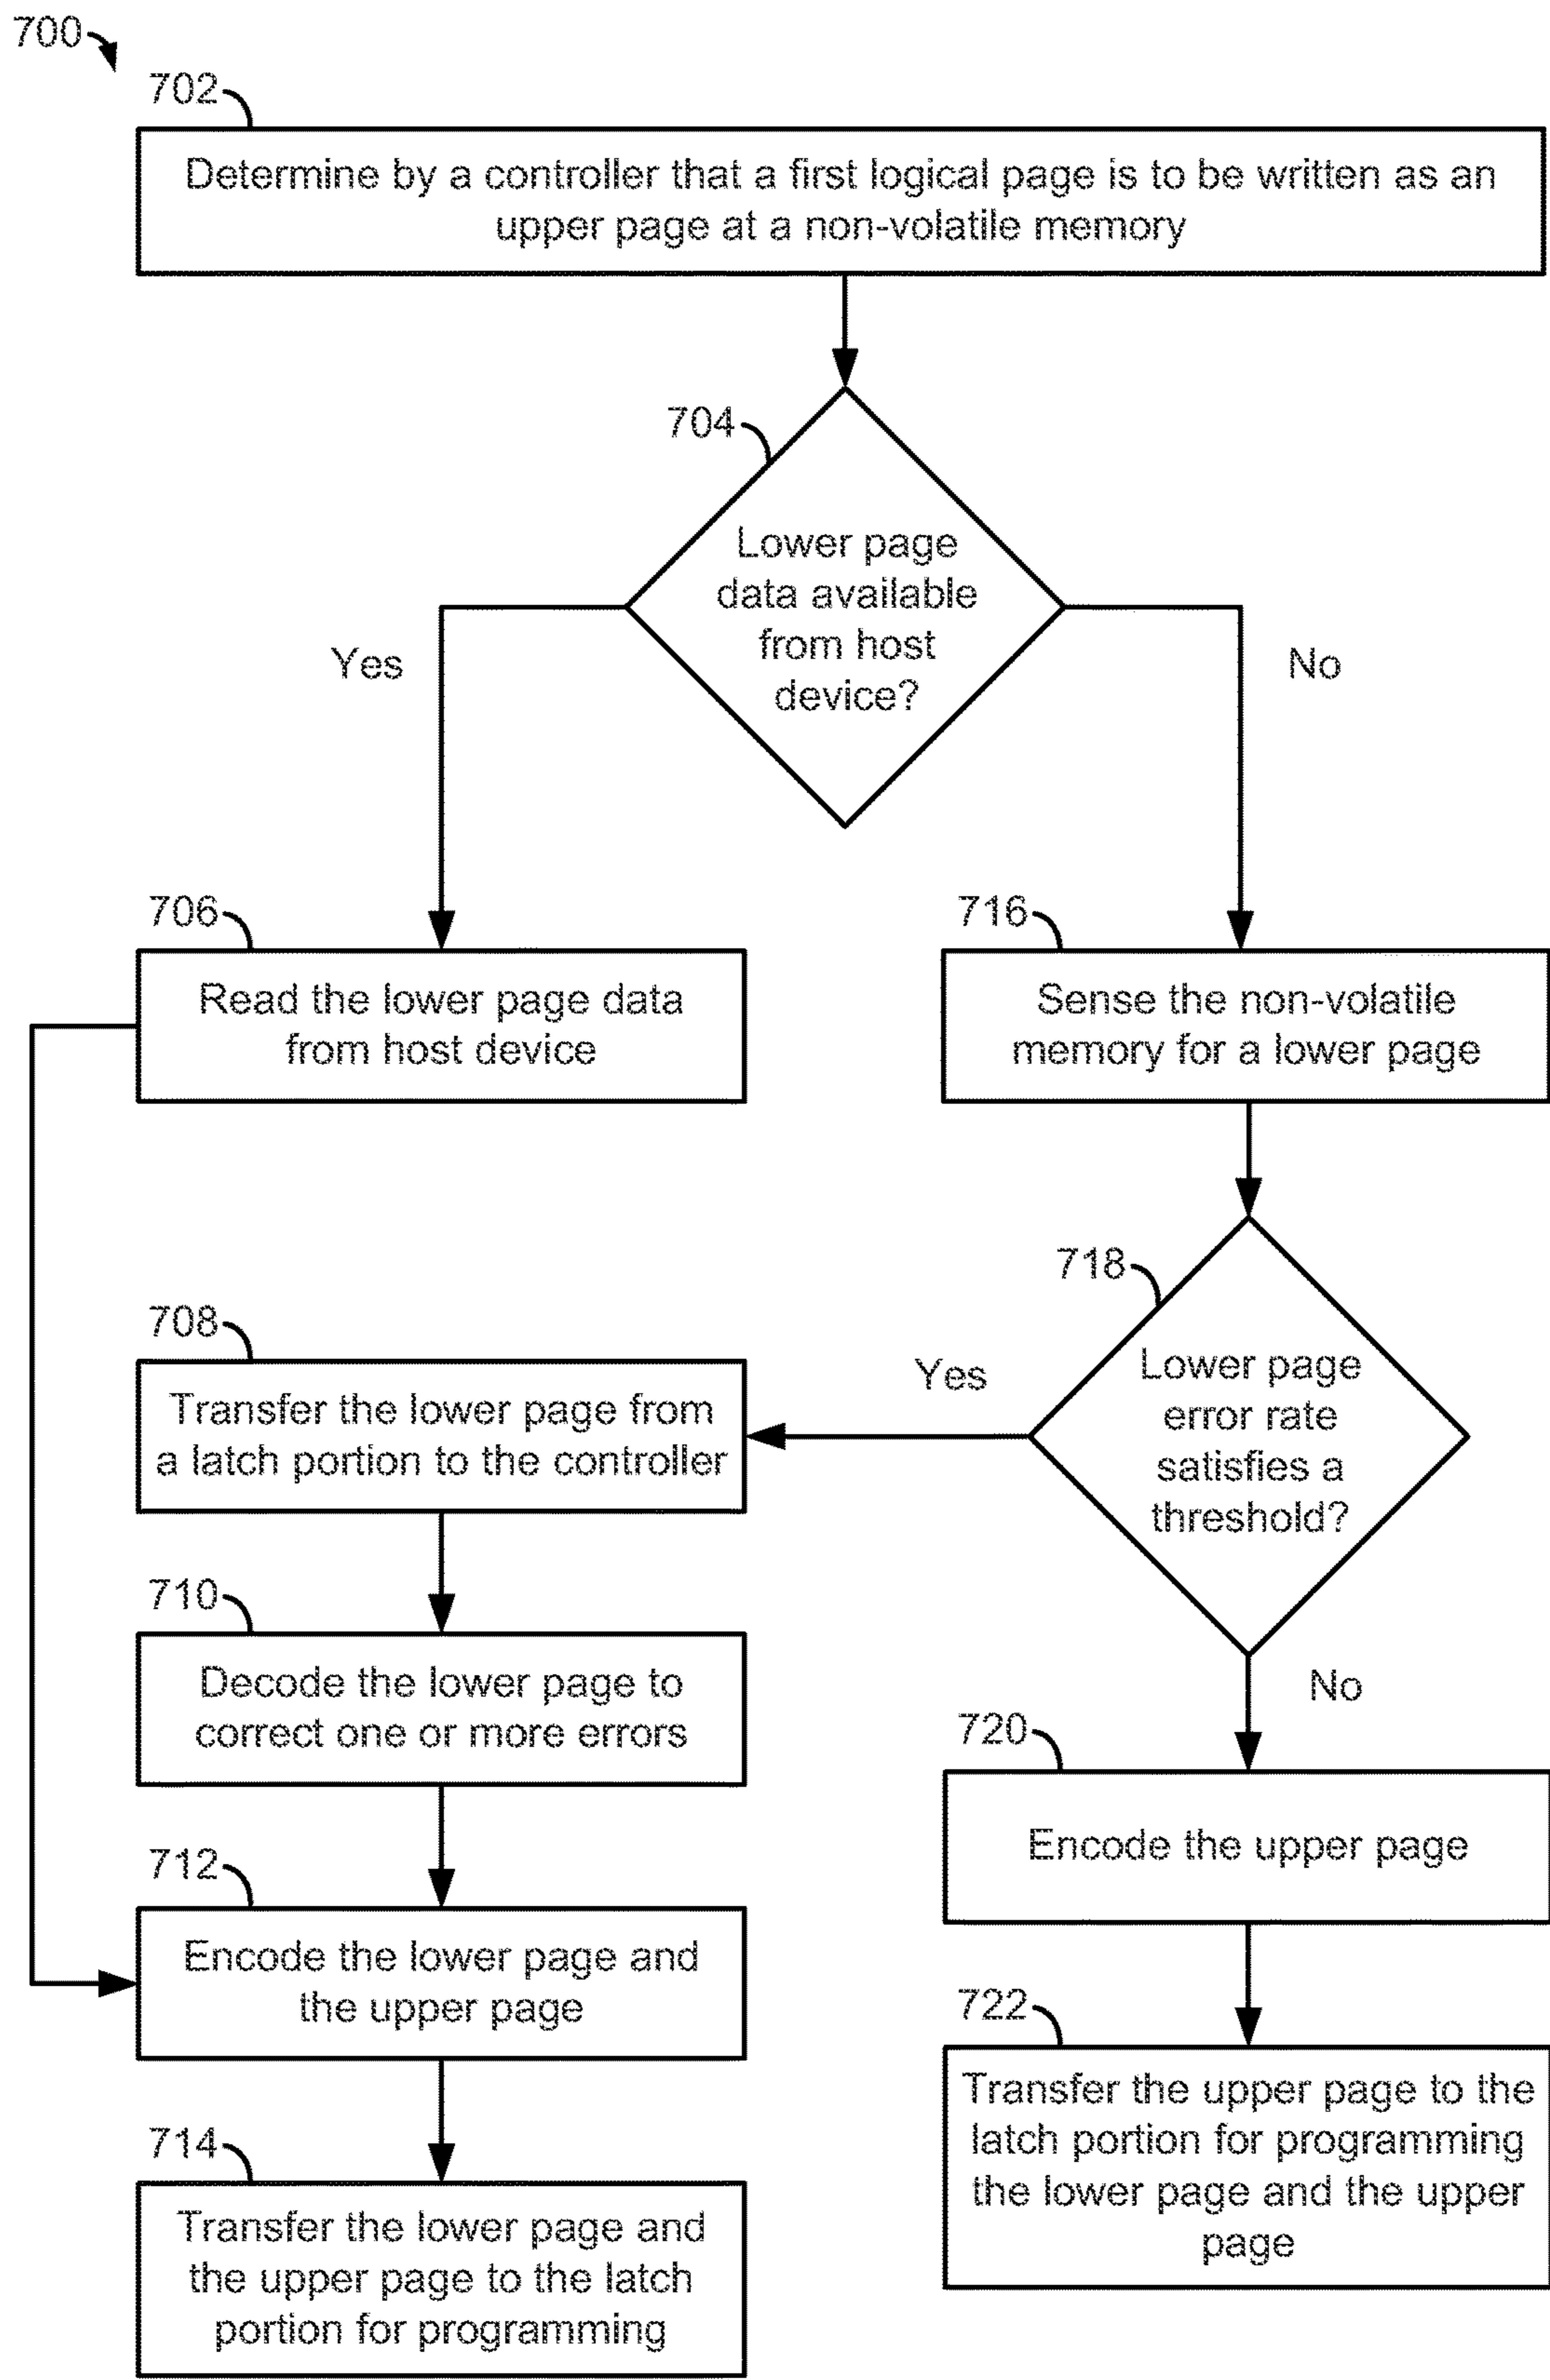 700
702
Determine by a controller that a first logical page is to be written as an
upper page at a non-volatile memory
704
Lower page
data available
from host
device?
Yes
No
706
Read the lower page data
from host device
716
Sense the non-volatile
memory for a lower page
718
Lower page
error rate
satisfies a
threshold?
Yes
No
708
Transfer the lower page from
a latch portion to the controller
710
Decode the lower page to
correct one or more errors
712
Encode the lower page and
the upper page
714
Transfer the lower page and
the upper page to the latch
portion for programming
720
Encode the upper page
722
Transfer the upper page to the
latch portion for programming
the lower page and the upper
page